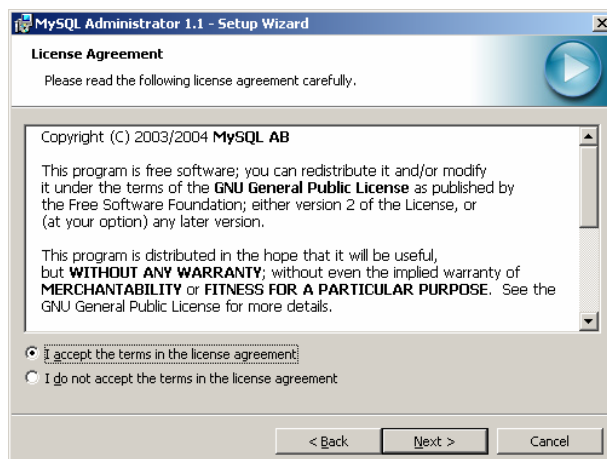 MySQL Administrator 1.1 - Setup Wizard
License Agreement
Please read the following license agreement carefully.
Copyright (C) 2003/2004 MySQL AB
This program is free software; you can redistribute it and/or modify
it under the terms of the GNU General Public License as published by
the Free Software Foundation; either version 2 of the License, or
(at your option) any later version.
This program is distributed in the hope that it will be useful,
but WITHOUT ANY WARRANTY; without even the implied warranty of
MERCHANTABILITY or FITNESS FOR A PARTICULAR PURPOSE. See the
GNU General Public License for more details.
I accept the terms in the license agreement
I do not accept the terms in the license agreement
< Back Next > Cancel